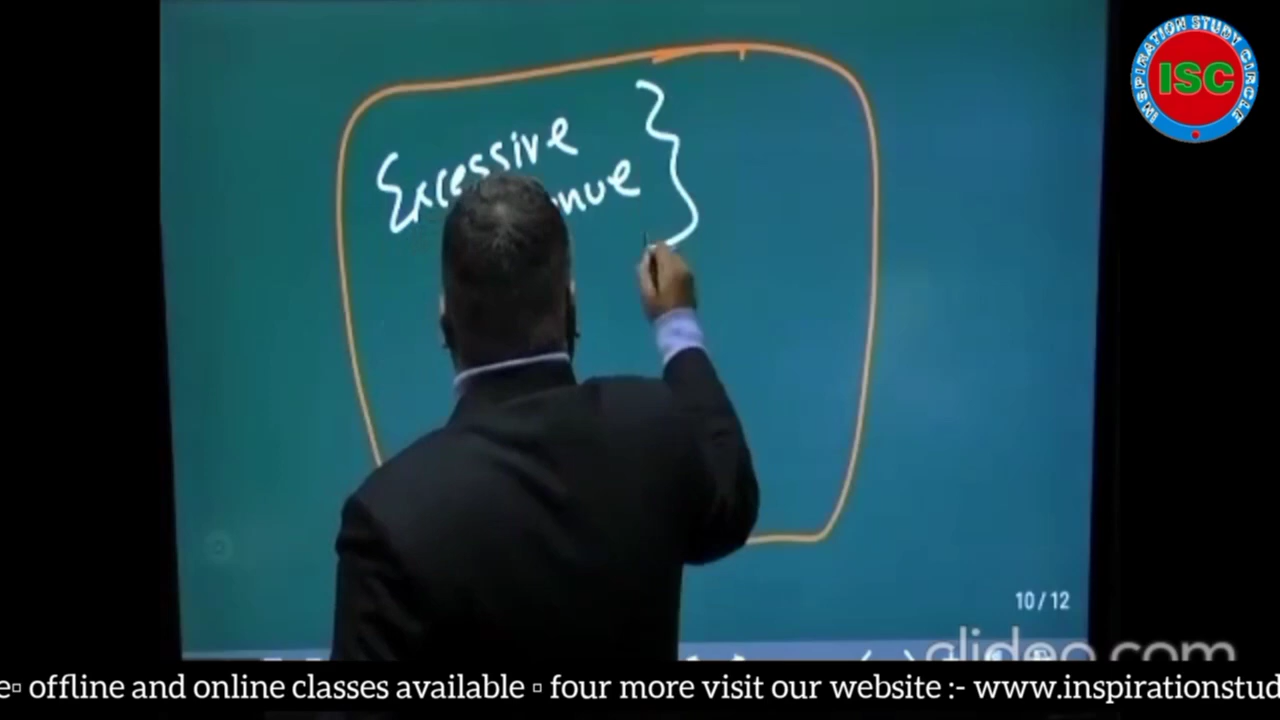 INSPIRATION STUDY CIRCLE
ISC
Excessive
10/12
offline and online classes available ▫ four more visit our website :- www.inspirationstud